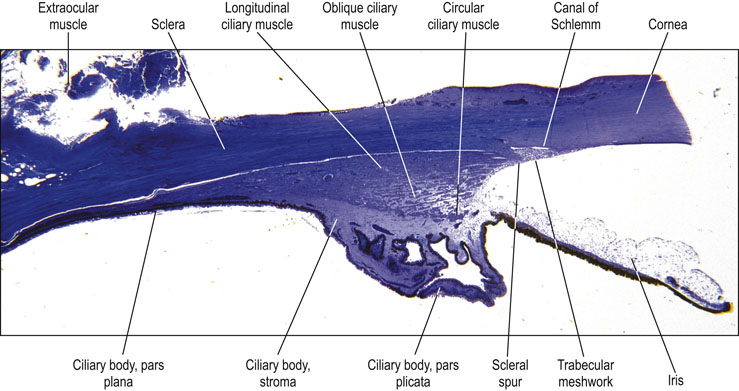 Extraocular
muscle
Sclera
Longitudinal
ciliary muscle
Oblique ciliary
muscle
Circular
ciliary muscle
Canal of
Schlemm
Cornea
Ciliary body, pars
plana
Ciliary body,
stroma
Ciliary body, pars
plicata
Scleral
spur
Trabecular
meshwork
Iris